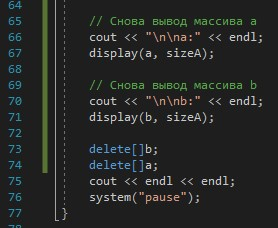 64
65 // Снова вывод массива a
66 cout << "\n\na:" << endl;
67 display(a, sizeA);
68
69 // Снова вывод массива b
70 cout << "\n\nb:" << endl;
71 display(b, sizeA);
72
73 delete[]b;
74 delete[]a;
75 cout << endl << endl;
76 system("pause");
77 }